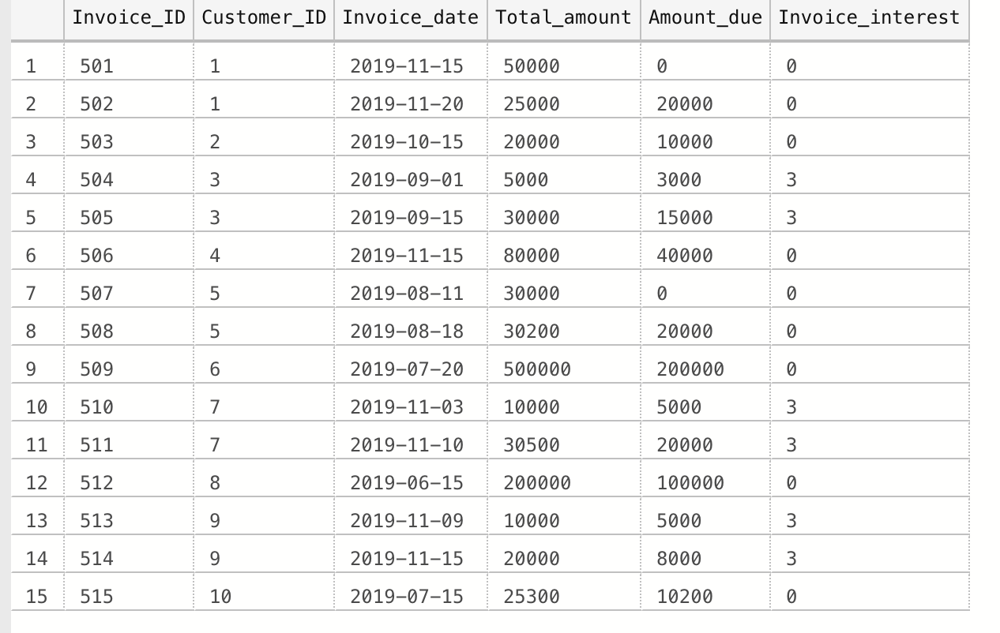 Invoice_ID Customer_ID Invoice_date Total_amount Amount_due Invoice_interest
1 501 1 2019-11-15 50000 0 0
2 502 1 2019-11-20 25000 20000 0
3 503 2 2019-10-15 20000 10000 0
4 504 3 2019-09-01 5000 3000 3
5 505 3 2019-09-15 30000 15000 3
6 506 4 2019-11-15 80000 40000 0
7 507 5 2019-08-11 30000 0 0
8 508 5 2019-08-18 30200 20000 0
9 509 6 2019-07-20 500000 200000 0
10 510 7 2019-11-03 10000 5000 3
11 511 7 2019-11-10 30500 20000 3
12 512 8 2019-06-15 200000 100000 0
13 513 9 2019-11-09 10000 5000 3
14 514 9 2019-11-15 20000 8000 3
15 515 10 2019-07-15 25300 10200 0